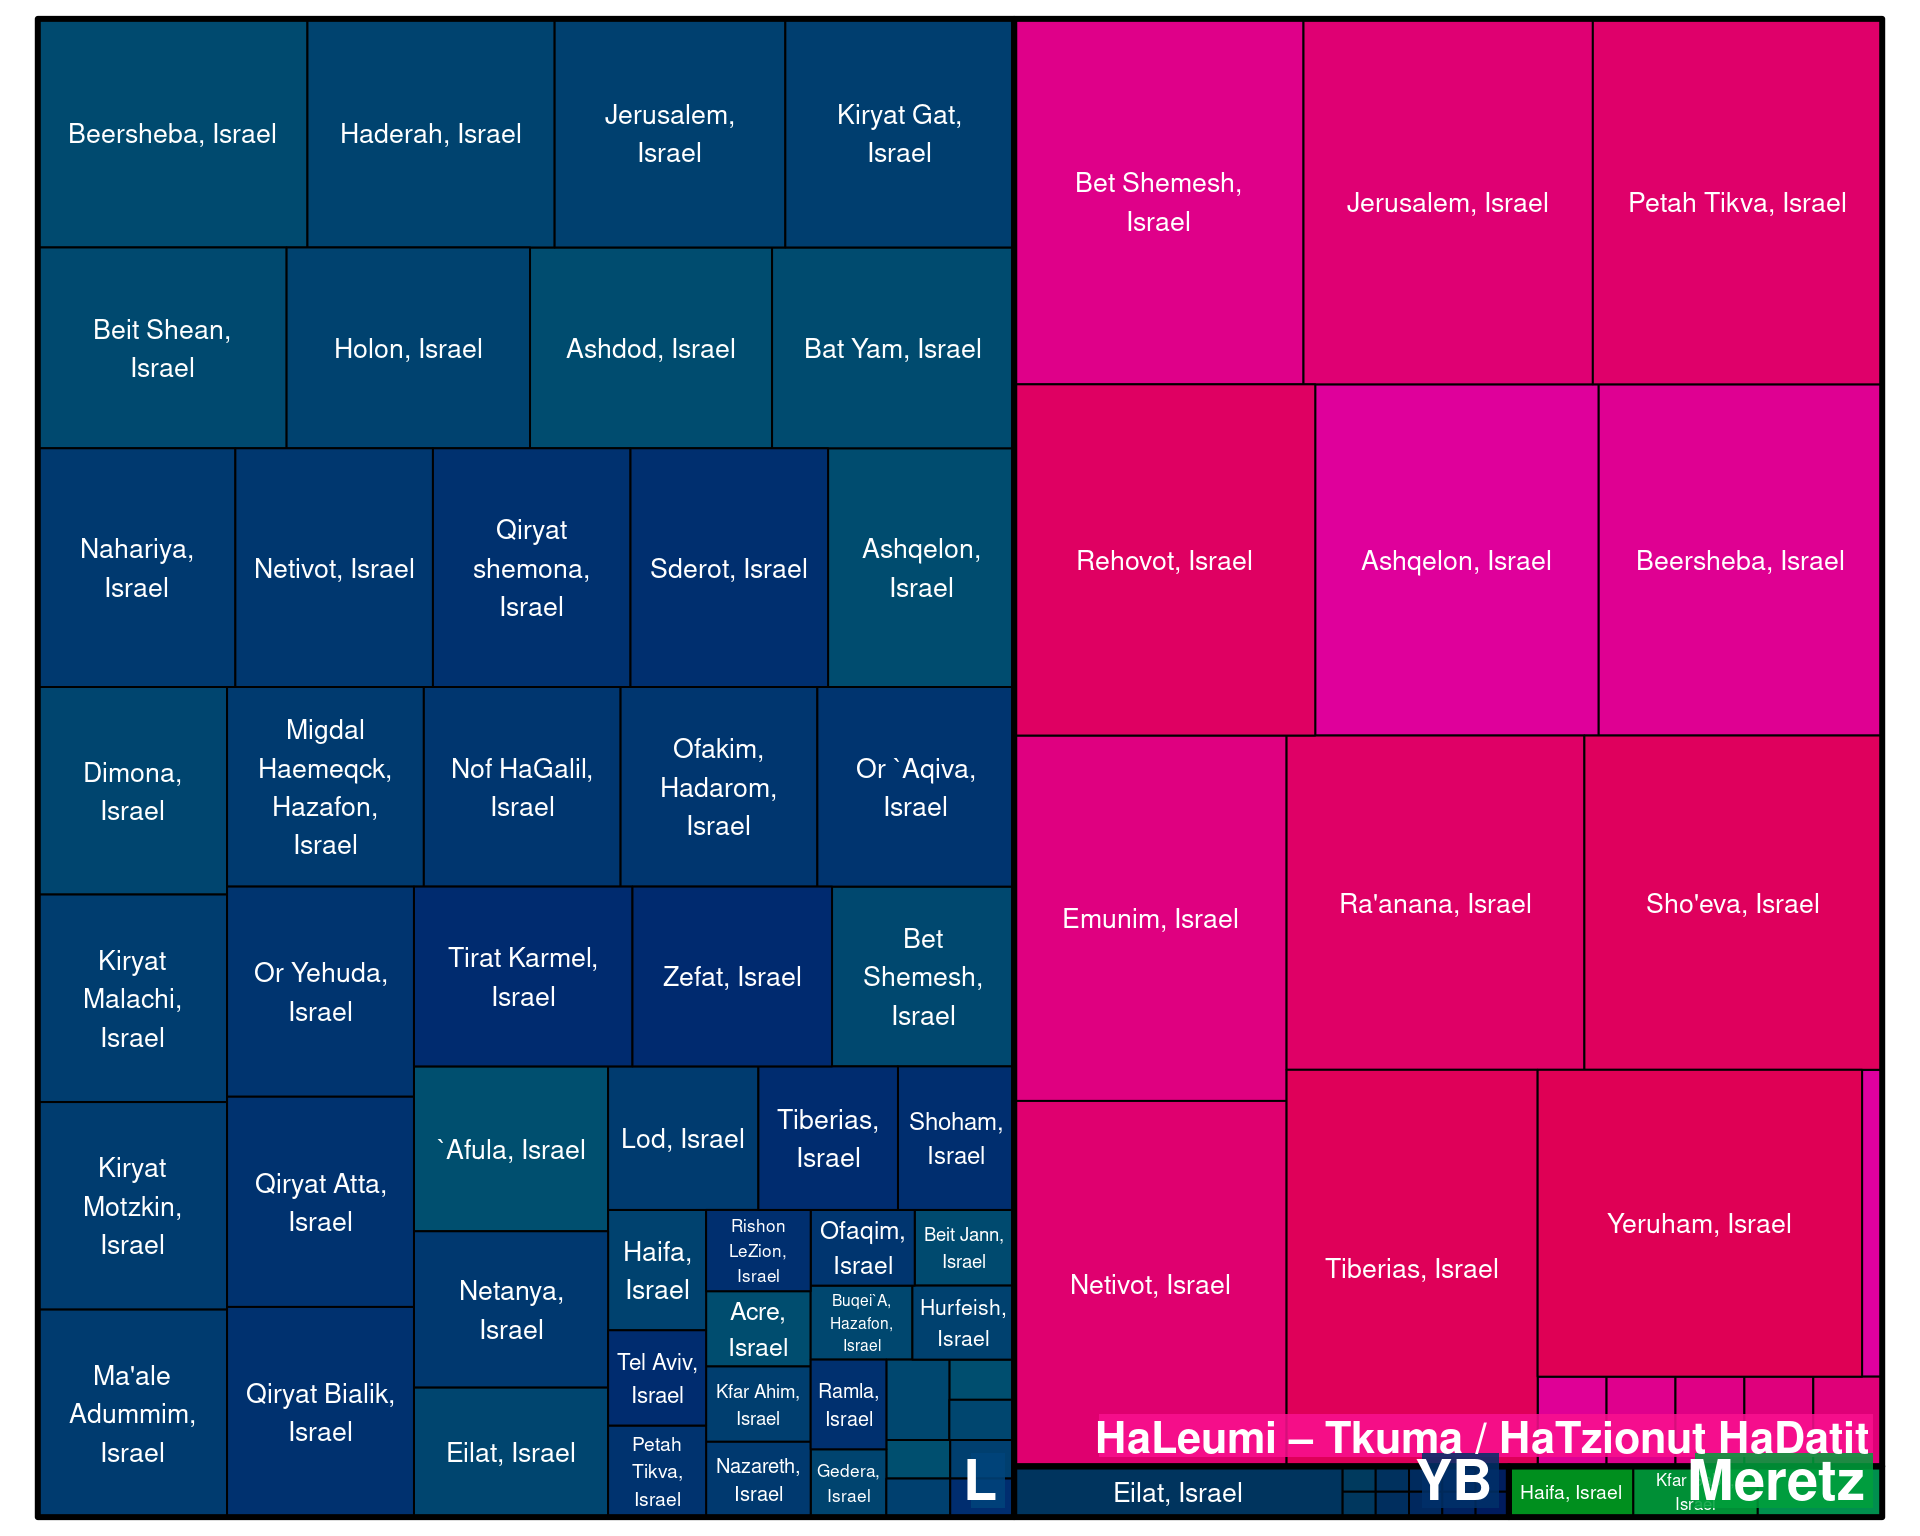 Beersheba, Israel
Haderah, Israel
Jerusalem,
Israel
Kiryat Gat,
Israel
Beit Shean,
Israel
Holon, Israel
Ashdod, Israel
Bat Yam, Israel
Nahariya,
Israel
Netivot, Israel
Qiryat
shemona,
Israel
Sderot, Israel
Ashqelon,
Israel
Dimona,
Israel
Migdal
Haemeqck,
Hazafon,
Israel
Nof HaGalil,
Israel
Ofakim,
Hadarom,
Israel
Or `Aqiva,
Israel
Kiryat
Malachi,
Israel
Or Yehuda,
Israel
Tirat Karmel,
Israel
Zefat, Israel
Bet
Shemesh,
Israel
Kiryat
Motzkin,
Israel
Qiryat Atta,
Israel
`Afula, Israel
Lod, Israel
Tiberias,
Israel
Shoham,
Israel
Ma'ale
Adummim,
Israel
Qiryat Bialik,
Israel
Netanya,
Israel
Eilat, Israel
Haifa,
Israel
Rishon
LeZion,
Israel
Ofaqim,
Israel
Beit Jann,
Israel
Acre,
Israel
Buqei`A,
Hazafon,
Israel
Hurfeish,
Israel
Tel Aviv,
Israel
Kfar Ahim,
Israel
Ramla,
Israel
Petah
Tikva,
Israel
Nazareth,
Israel
Gedera,
Israel
L
Bet Shemesh,
Israel
Jerusalem, Israel
Petah Tikva, Israel
Rehovot, Israel
Ashqelon, Israel
Beersheba, Israel
Emunim, Israel
Ra'anana, Israel
Sho'eva, Israel
Netivot, Israel
Tiberias, Israel
Yeruham, Israel
HaLeumi – Tkuma / HaTzionut HaDatit
Eilat, Israel
YB
Haifa, Israel
Kfar
Israel
Meretz